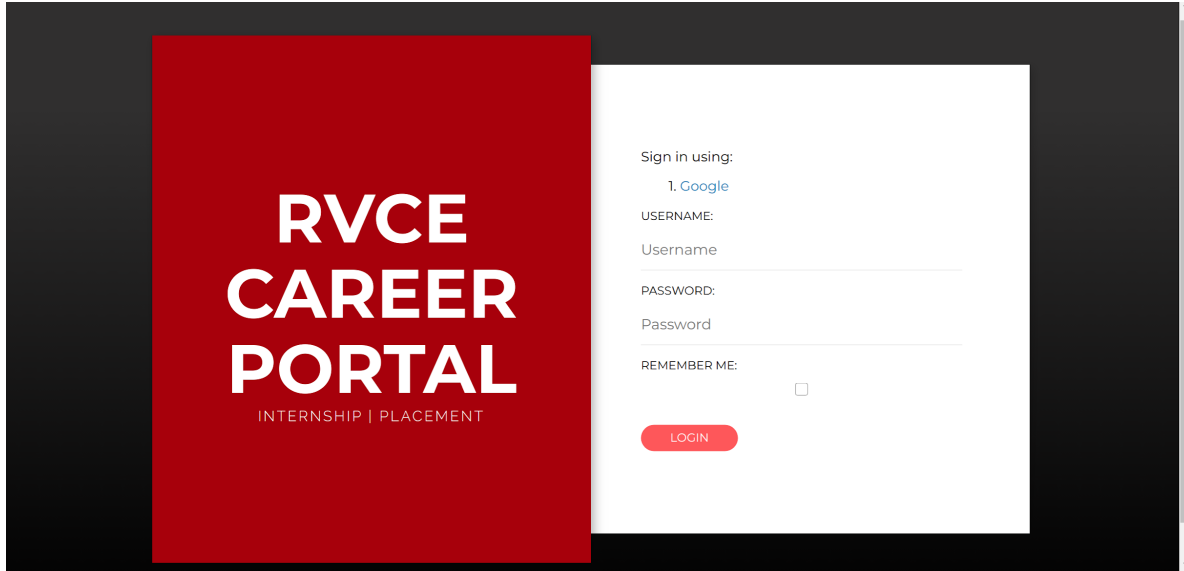 RVCE
CAREER
PORTAL
INTERNSHIP | PLACEMENT
Sign in using:
1. Google
USERNAME:
Username
PASSWORD:
Password
REMEMBER ME:
LOGIN